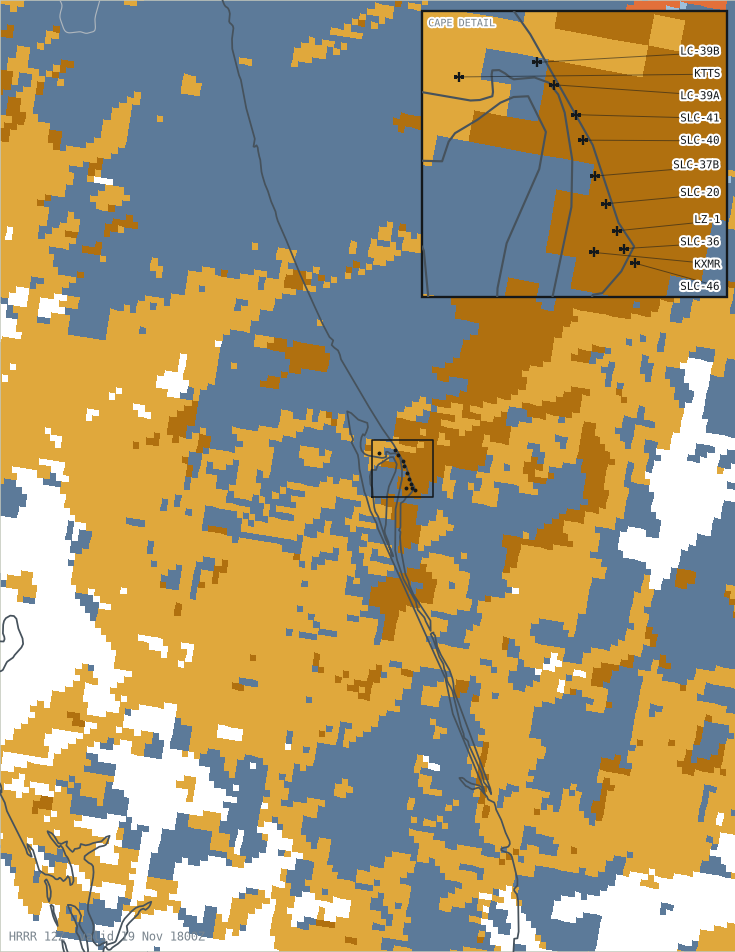 CAPE DETAIL
LC-39B
KTTS
LC-39A
SLC-41
SLC-40
SLC-37B
SLC-20
LZ-1
SLC-36
KXMR
SLC-46
HRRR 19 Nov 1800Z